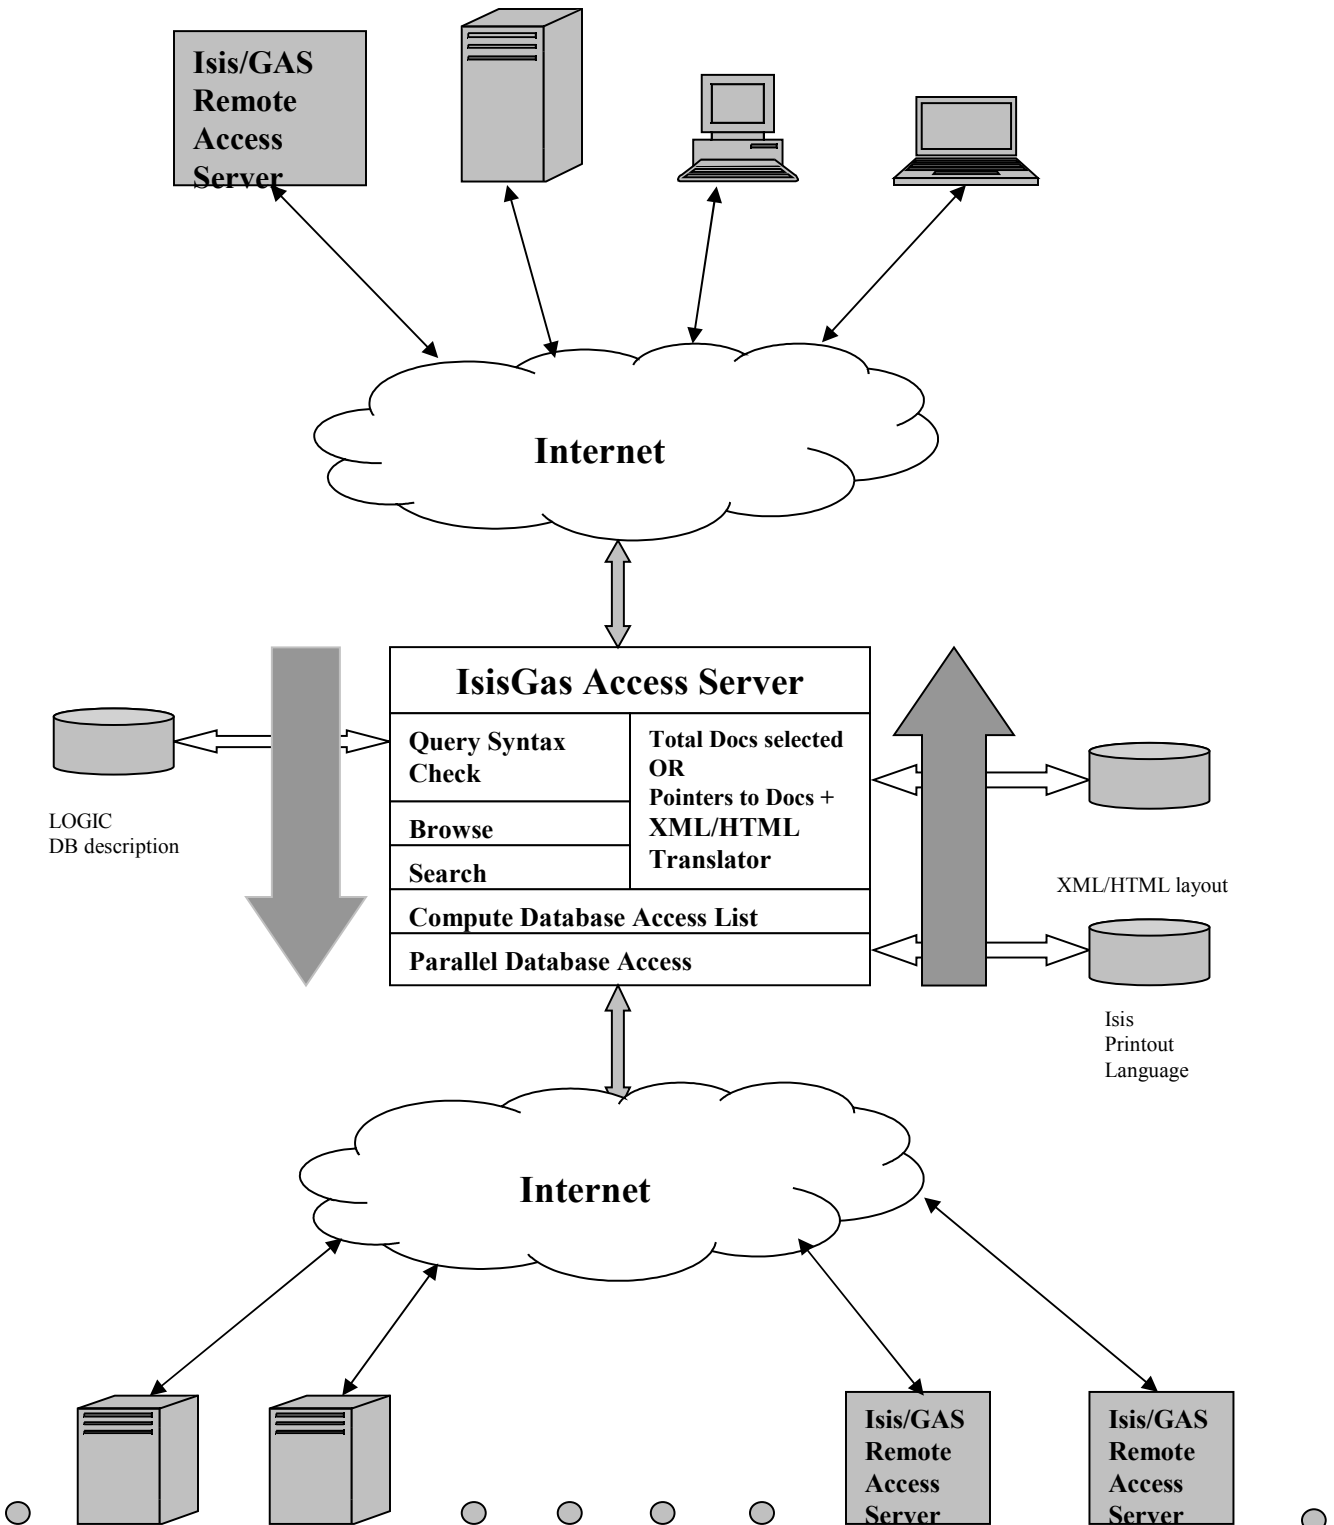 Isis/GAS
Remote
Access
Server
Internet
IsisGas Access Server
Query Syntax
Check
Browse
Search
Total Docs selected
OR
Pointers to Docs +
XML/HTML
Translator
Compute Database Access List
Parallel Database Access
LOGIC
DB description
XML/HTML layout
Isis
Printout
Language
Internet
Isis/GAS
Remote
Access
Server
Isis/GAS
Remote
Access
Server